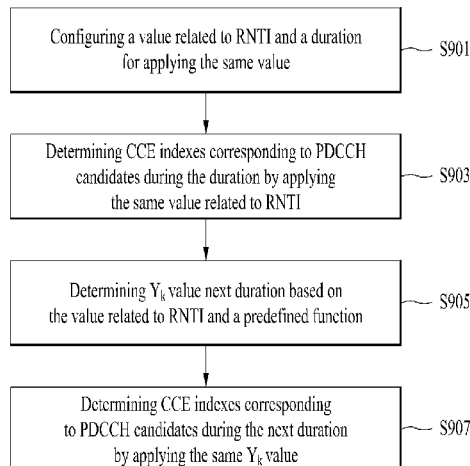 Configuring a value related to RNTI and a duration
for applying the same value
S901
Determining CCE indexes corresponding to PDCCH
candidates during the duration by applying
the same value related to RNTI
S903
Determining Yk value next duration based on
the value related to RNTI and a predefined function
S905
Determining CCE indexes corresponding
to PDCCH candidates during the next duration
by applying the same Yk value
S907